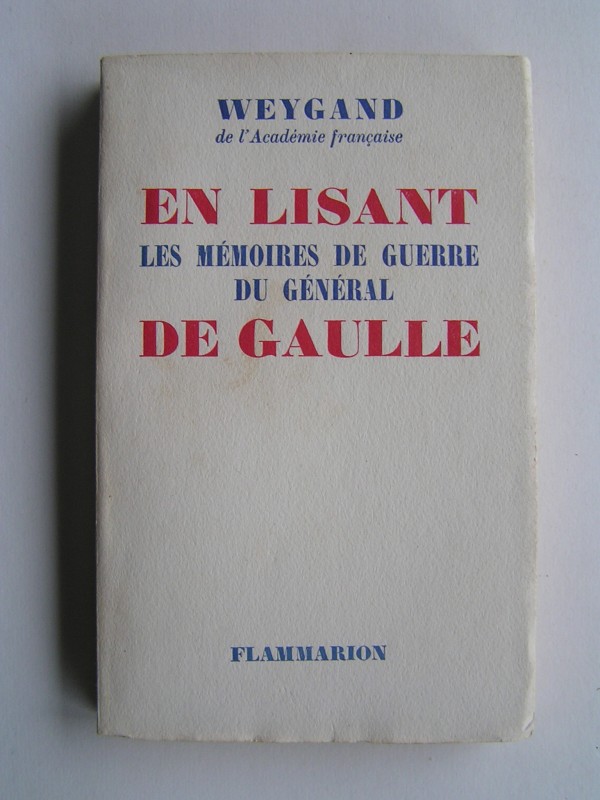 WEYGAND
de l'Académie française
EN LISANT
LES MÉMOIRES DE GUERRE
DU GÉNÉRAL
DE GAULLE
FLAMMARION